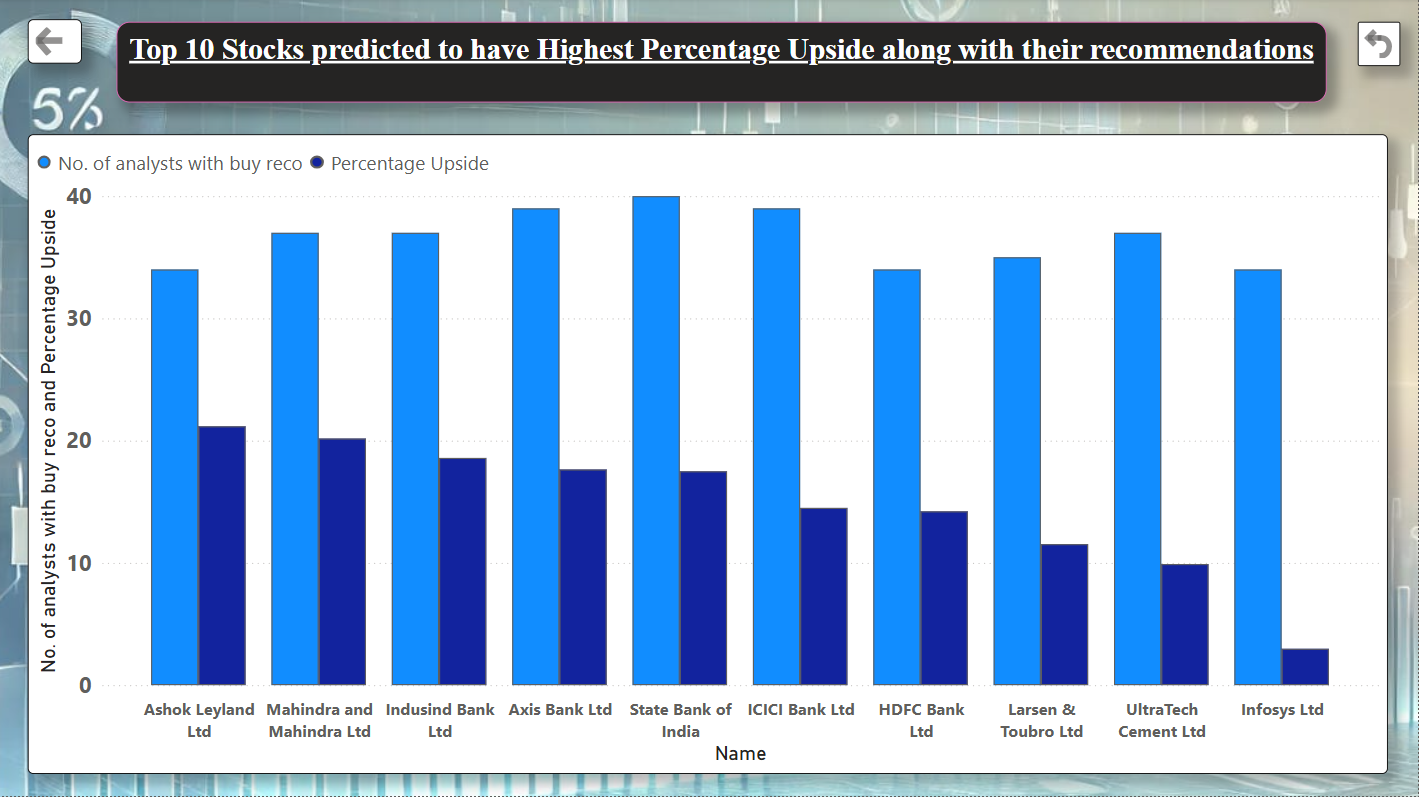 Top 10 Stocks predicted to have Highest Percentage Upside along with their recommendations
5%
No. of analysts with buy reco
Percentage Upside
No. of analysts with buy reco and Percentage Upside
40
30
20
10
0
Ashok Leyland
Ltd
Mahindra and
Mahindra Ltd
Indusind Bank
Ltd
Axis Bank Ltd
State Bank of
India
ICICI Bank Ltd
HDFC Bank
Ltd
Larsen &
Toubro Ltd
UltraTech
Cement Ltd
Infosys Ltd
Name